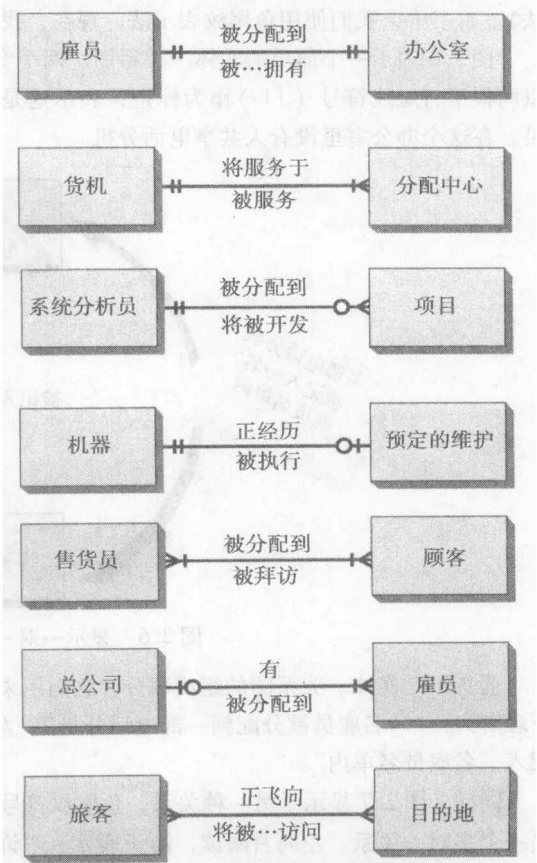 被分配到
雇员 办公室
被…拥有
将服务于
货机 分配中心
被服务
被分配到
系统分析员 项目
将被开发
正经历
机器 预定的维护
被执行
被分配到
售货员 顾客
被拜访
有
总公司 雇员
被分配到
正飞向
旅客 目的地
将被…访问